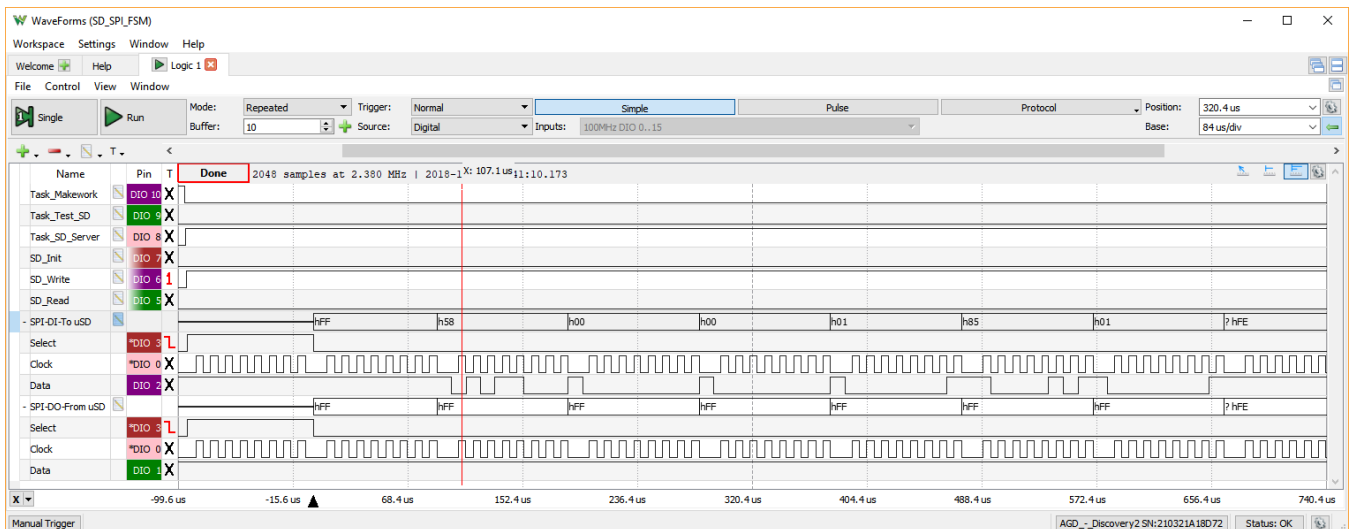 WaveForms (SD_SPI_FSM)
Workspace Settings Window Help
Welcome Help Logic 1
File Control View Window
Single Run Mode: Repeated Trigger: Normal Simple Pulse Protocol Position: 320.4 us
Buffer: 10 Source: Digital Inputs: 100MHz DIO 0..15 Base: 84 us/div
T
Name Pin T Done 2048 samples at 2.380 MHz | 2018-1 X: 107.1 us 1:10.173
Task_Makework DIO 10 X
Task_Test_SD DIO 9 X
Task_SD_Server DIO 8 X
SD_Init DIO 7 X
SD_Write DIO 6 1
SD_Read DIO 5 X
- SPI-DI-To uSD hFF h58 h00 h00 h01 h85 h01 ? hFE
Select *DIO 3
Clock *DIO 0 X
Data DIO 2 X
- SPI-DO-From uSD hFF hFF hFF hFF hFF hFF hFF ? hFE
Select *DIO 3
Clock *DIO 0 X
Data DIO 1 X
X -99.6 us -15.6 us 68.4 us 152.4 us 236.4 us 320.4 us 404.4 us 488.4 us 572.4 us 656.4 us 740.4 us
Manual Trigger AGD_-_Discovery2 SN:210321A18D72 Status: OK